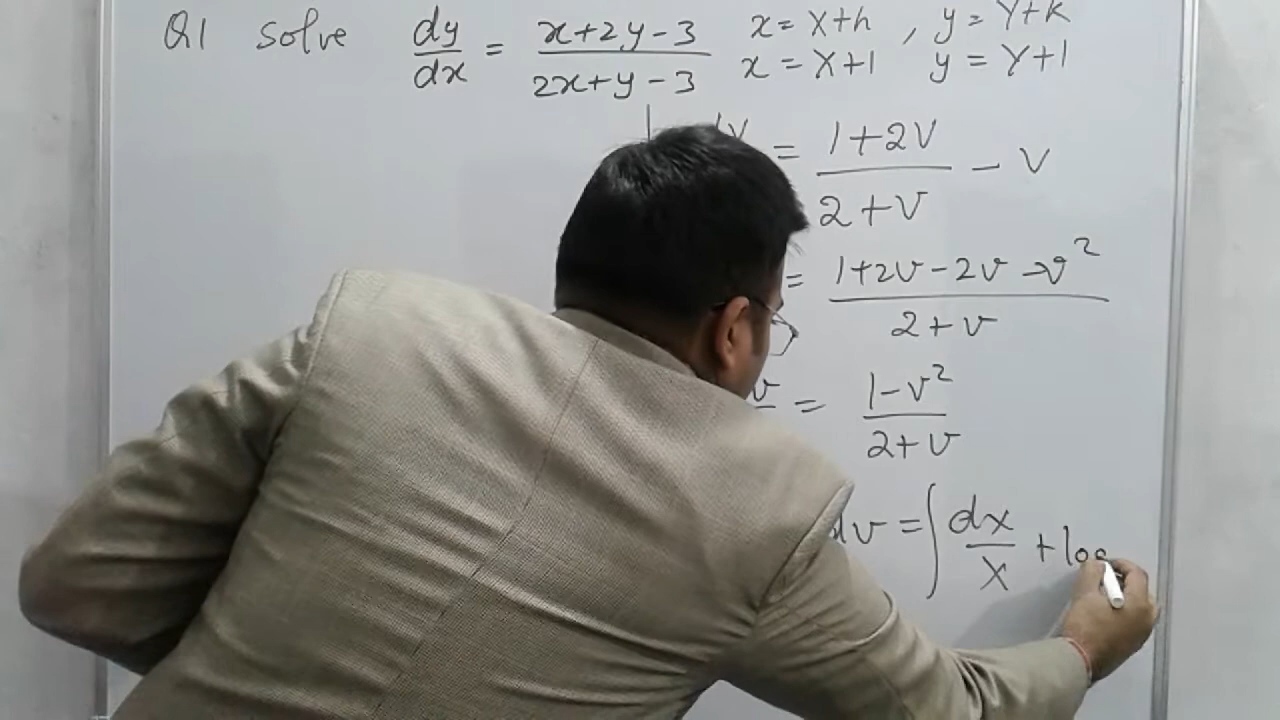 Q1 Solve dy/dx = (x+2y-3)/(2x+y-3) x = X+h , y = Y+k
x = X+1 y = Y+1
= (1+2V)/(2+V) - V
= (1+2v-2v-v²)/(2+v)
= (1-v²)/(2+v)
dv = ∫ dx/X + log